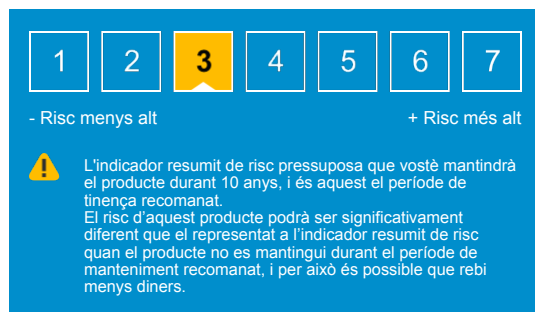 1 2 3 4 5 6 7
- Risc menys alt + Risc més alt
L'indicador resumit de risc pressuposa que vostè mantindrà
el producte durant 10 anys, i és aquest el període de
tinença recomanat.
El risc d’aquest producte podrà ser significativament
diferent que el representat a l’indicador resumit de risc
quan el producte no es mantingui durant el període de
manteniment recomanat, i per això és possible que rebi
menys diners.